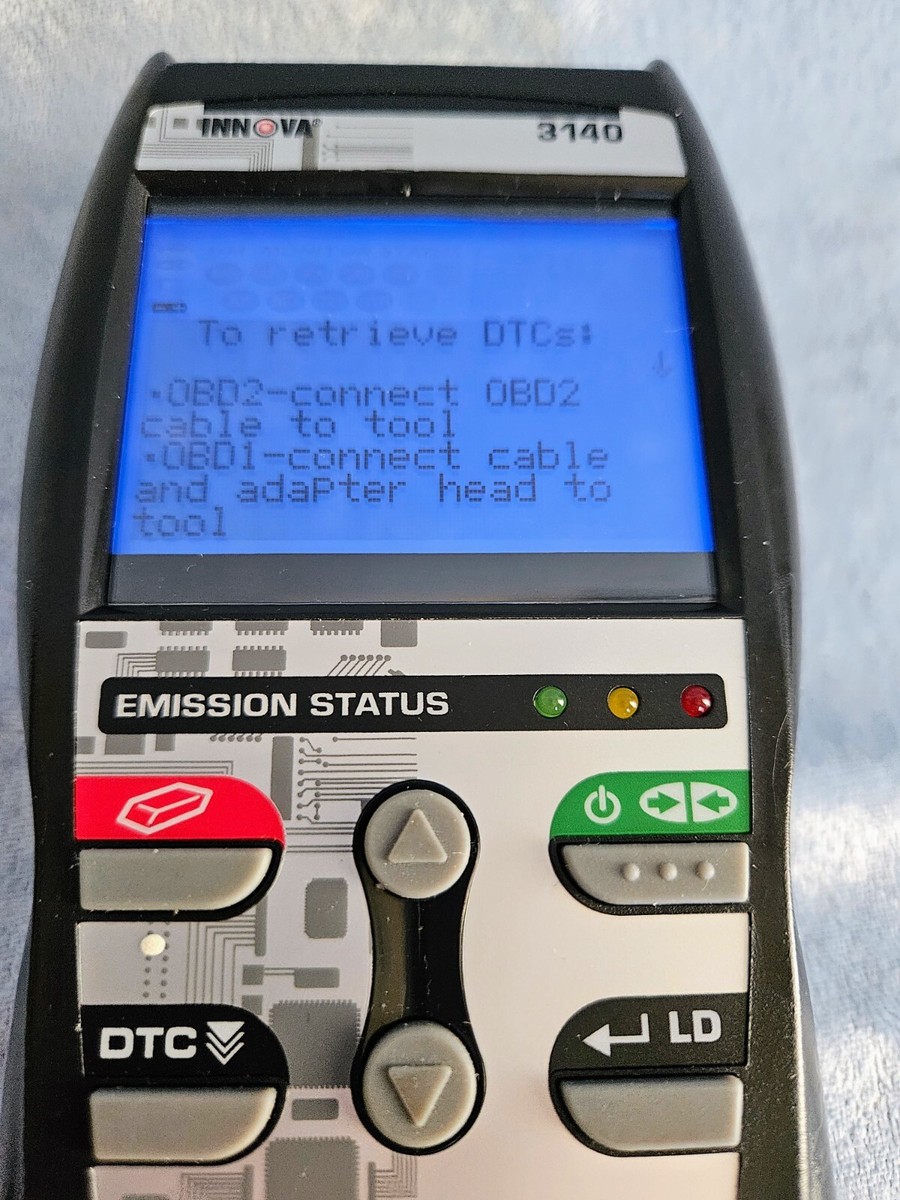 INNOVA®
3140
To retrieve DTCs:
•OBD2-connect OBD2
cable to tool
•OBD1-connect cable
and adapter head to
tool
EMISSION STATUS
DTC
LD